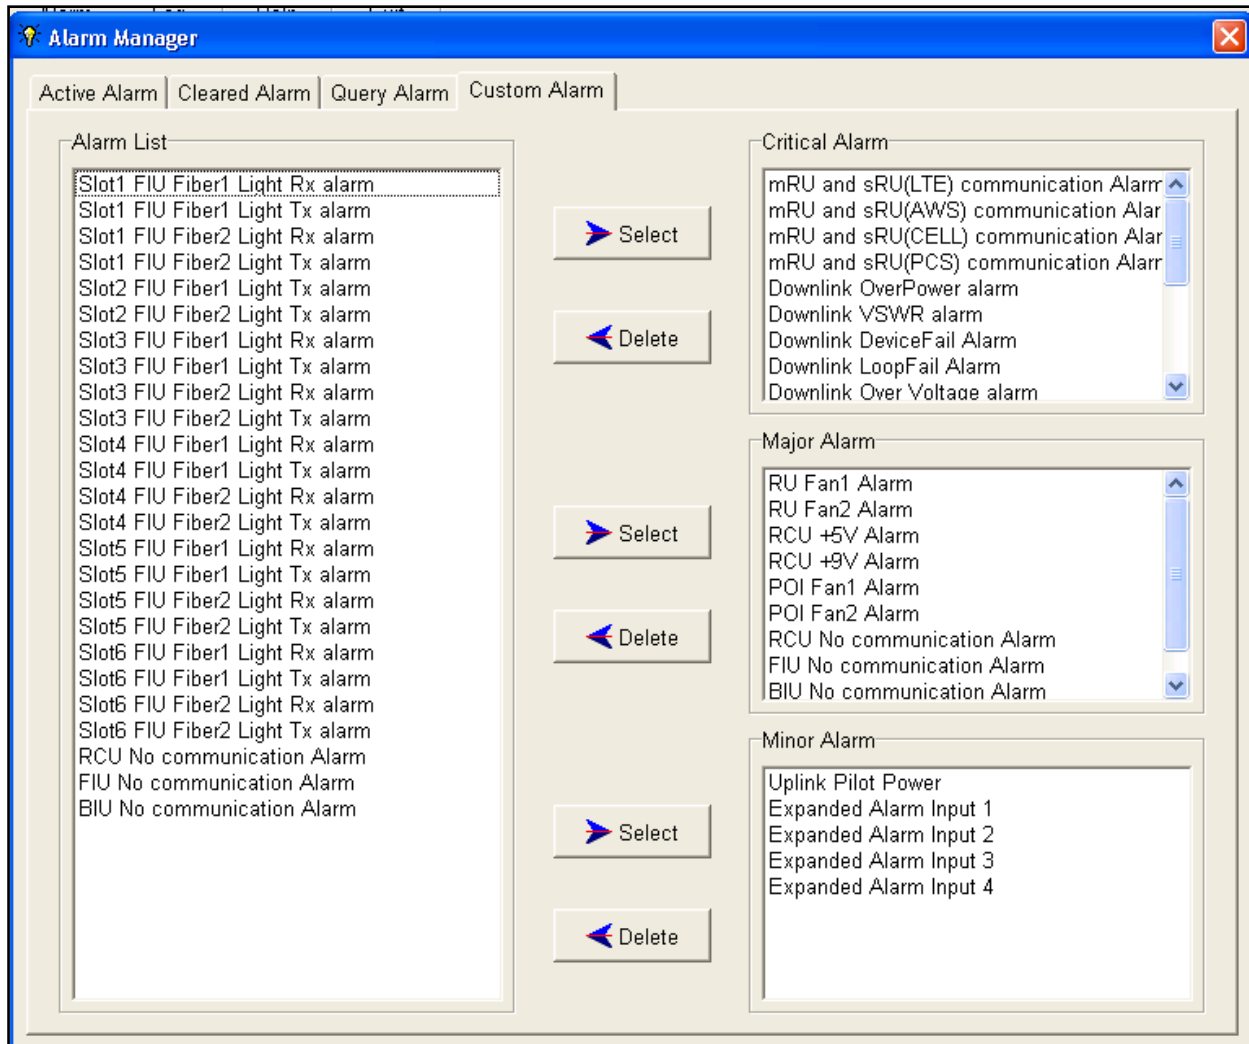 Alarm Manager
Active Alarm
Cleared Alarm
Query Alarm
Custom Alarm
Alarm List
Slot1 FIU Fiber1 Light Rx alarm
Slot1 FIU Fiber1 Light Tx alarm
Slot1 FIU Fiber2 Light Rx alarm
Slot1 FIU Fiber2 Light Tx alarm
Slot2 FIU Fiber1 Light Tx alarm
Slot2 FIU Fiber2 Light Tx alarm
Slot3 FIU Fiber1 Light Rx alarm
Slot3 FIU Fiber1 Light Tx alarm
Slot3 FIU Fiber2 Light Rx alarm
Slot3 FIU Fiber2 Light Tx alarm
Slot4 FIU Fiber1 Light Rx alarm
Slot4 FIU Fiber1 Light Tx alarm
Slot4 FIU Fiber2 Light Rx alarm
Slot4 FIU Fiber2 Light Tx alarm
Slot5 FIU Fiber1 Light Rx alarm
Slot5 FIU Fiber1 Light Tx alarm
Slot5 FIU Fiber2 Light Rx alarm
Slot5 FIU Fiber2 Light Tx alarm
Slot6 FIU Fiber1 Light Rx alarm
Slot6 FIU Fiber1 Light Tx alarm
Slot6 FIU Fiber2 Light Rx alarm
Slot6 FIU Fiber2 Light Tx alarm
RCU No communication Alarm
FIU No communication Alarm
BIU No communication Alarm
Select
Delete
Select
Delete
Select
Delete
Critical Alarm
mRU and sRU(LTE) communication Alarm
mRU and sRU(AWS) communication Alar
mRU and sRU(CELL) communication Alar
mRU and sRU(PCS) communication Alarm
Downlink OverPower alarm
Downlink VSWR alarm
Downlink DeviceFail Alarm
Downlink LoopFail Alarm
Downlink Over Voltage alarm
Major Alarm
RU Fan1 Alarm
RU Fan2 Alarm
RCU +5V Alarm
RCU +9V Alarm
POI Fan1 Alarm
POI Fan2 Alarm
RCU No communication Alarm
FIU No communication Alarm
BIU No communication Alarm
Minor Alarm
Uplink Pilot Power
Expanded Alarm Input 1
Expanded Alarm Input 2
Expanded Alarm Input 3
Expanded Alarm Input 4